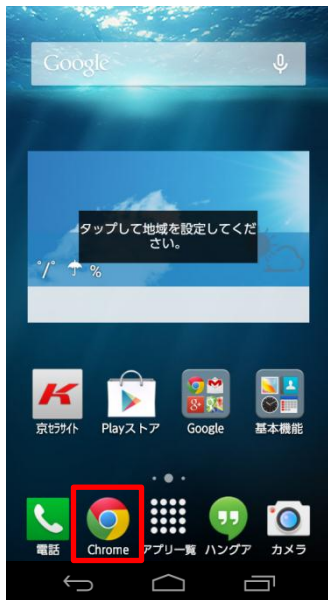 Google
タップして地域を設定してくだ
さい。
°/° %
京セラサイト Playストア Google 基本機能
電話 Chrome アプリ一覧 ハングア カメラ